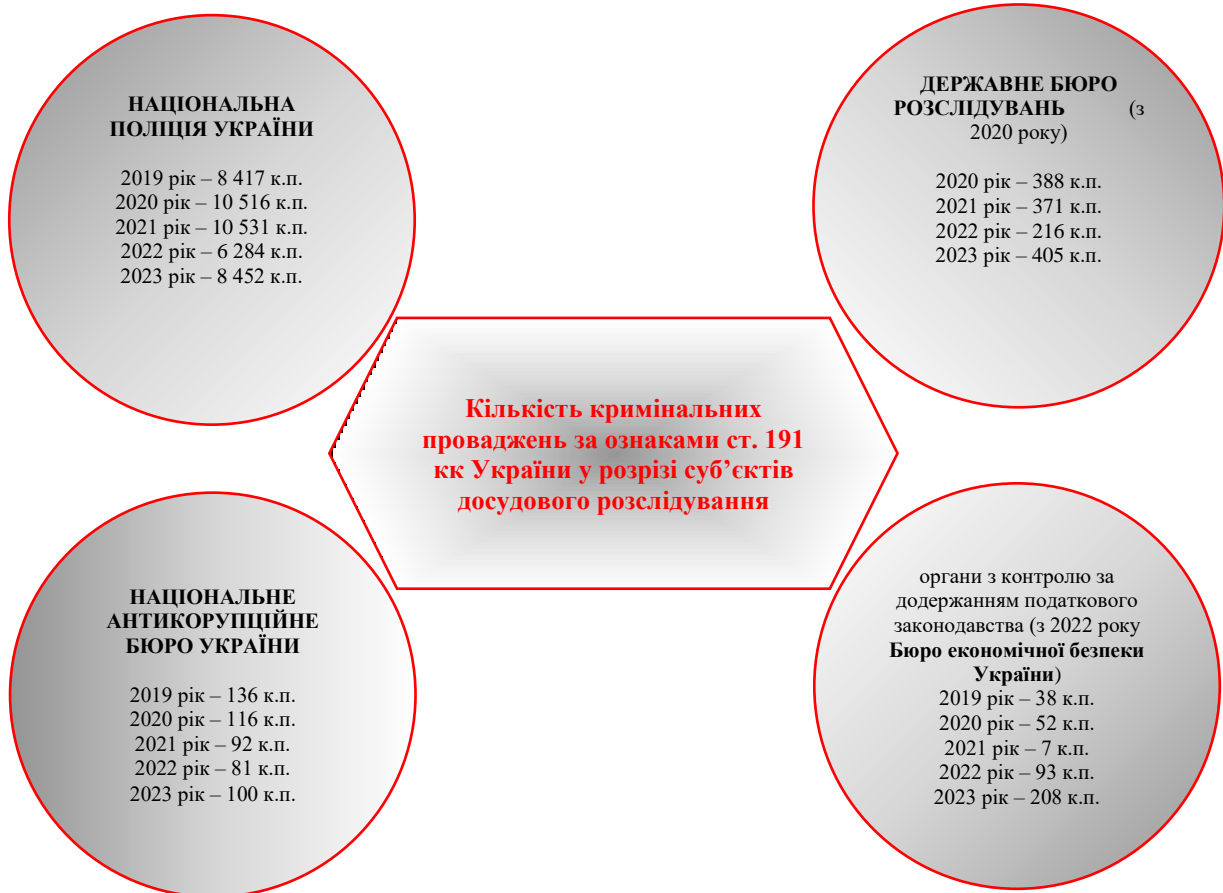 НАЦІОНАЛЬНА
ПОЛІЦІЯ УКРАЇНИ
2019 рік – 8 417 к.п.
2020 рік – 10 516 к.п.
2021 рік – 10 531 к.п.
2022 рік – 6 284 к.п.
2023 рік – 8 452 к.п.
ДЕРЖАВНЕ БЮРО
РОЗСЛІДУВАНЬ (з
2020 року)
2020 рік – 388 к.п.
2021 рік – 371 к.п.
2022 рік – 216 к.п.
2023 рік – 405 к.п.
Кількість кримінальних
проваджень за ознаками ст. 191
кк України у розрізі суб’єктів
досудового розслідування
НАЦІОНАЛЬНЕ
АНТИКОРУПЦІЙНЕ
БЮРО УКРАЇНИ
2019 рік – 136 к.п.
2020 рік – 116 к.п.
2021 рік – 92 к.п.
2022 рік – 81 к.п.
2023 рік – 100 к.п.
органи з контролю за
додержанням податкового
законодавства (з 2022 року
Бюро економічної безпеки
України)
2019 рік – 38 к.п.
2020 рік – 52 к.п.
2021 рік – 7 к.п.
2022 рік – 93 к.п.
2023 рік – 208 к.п.